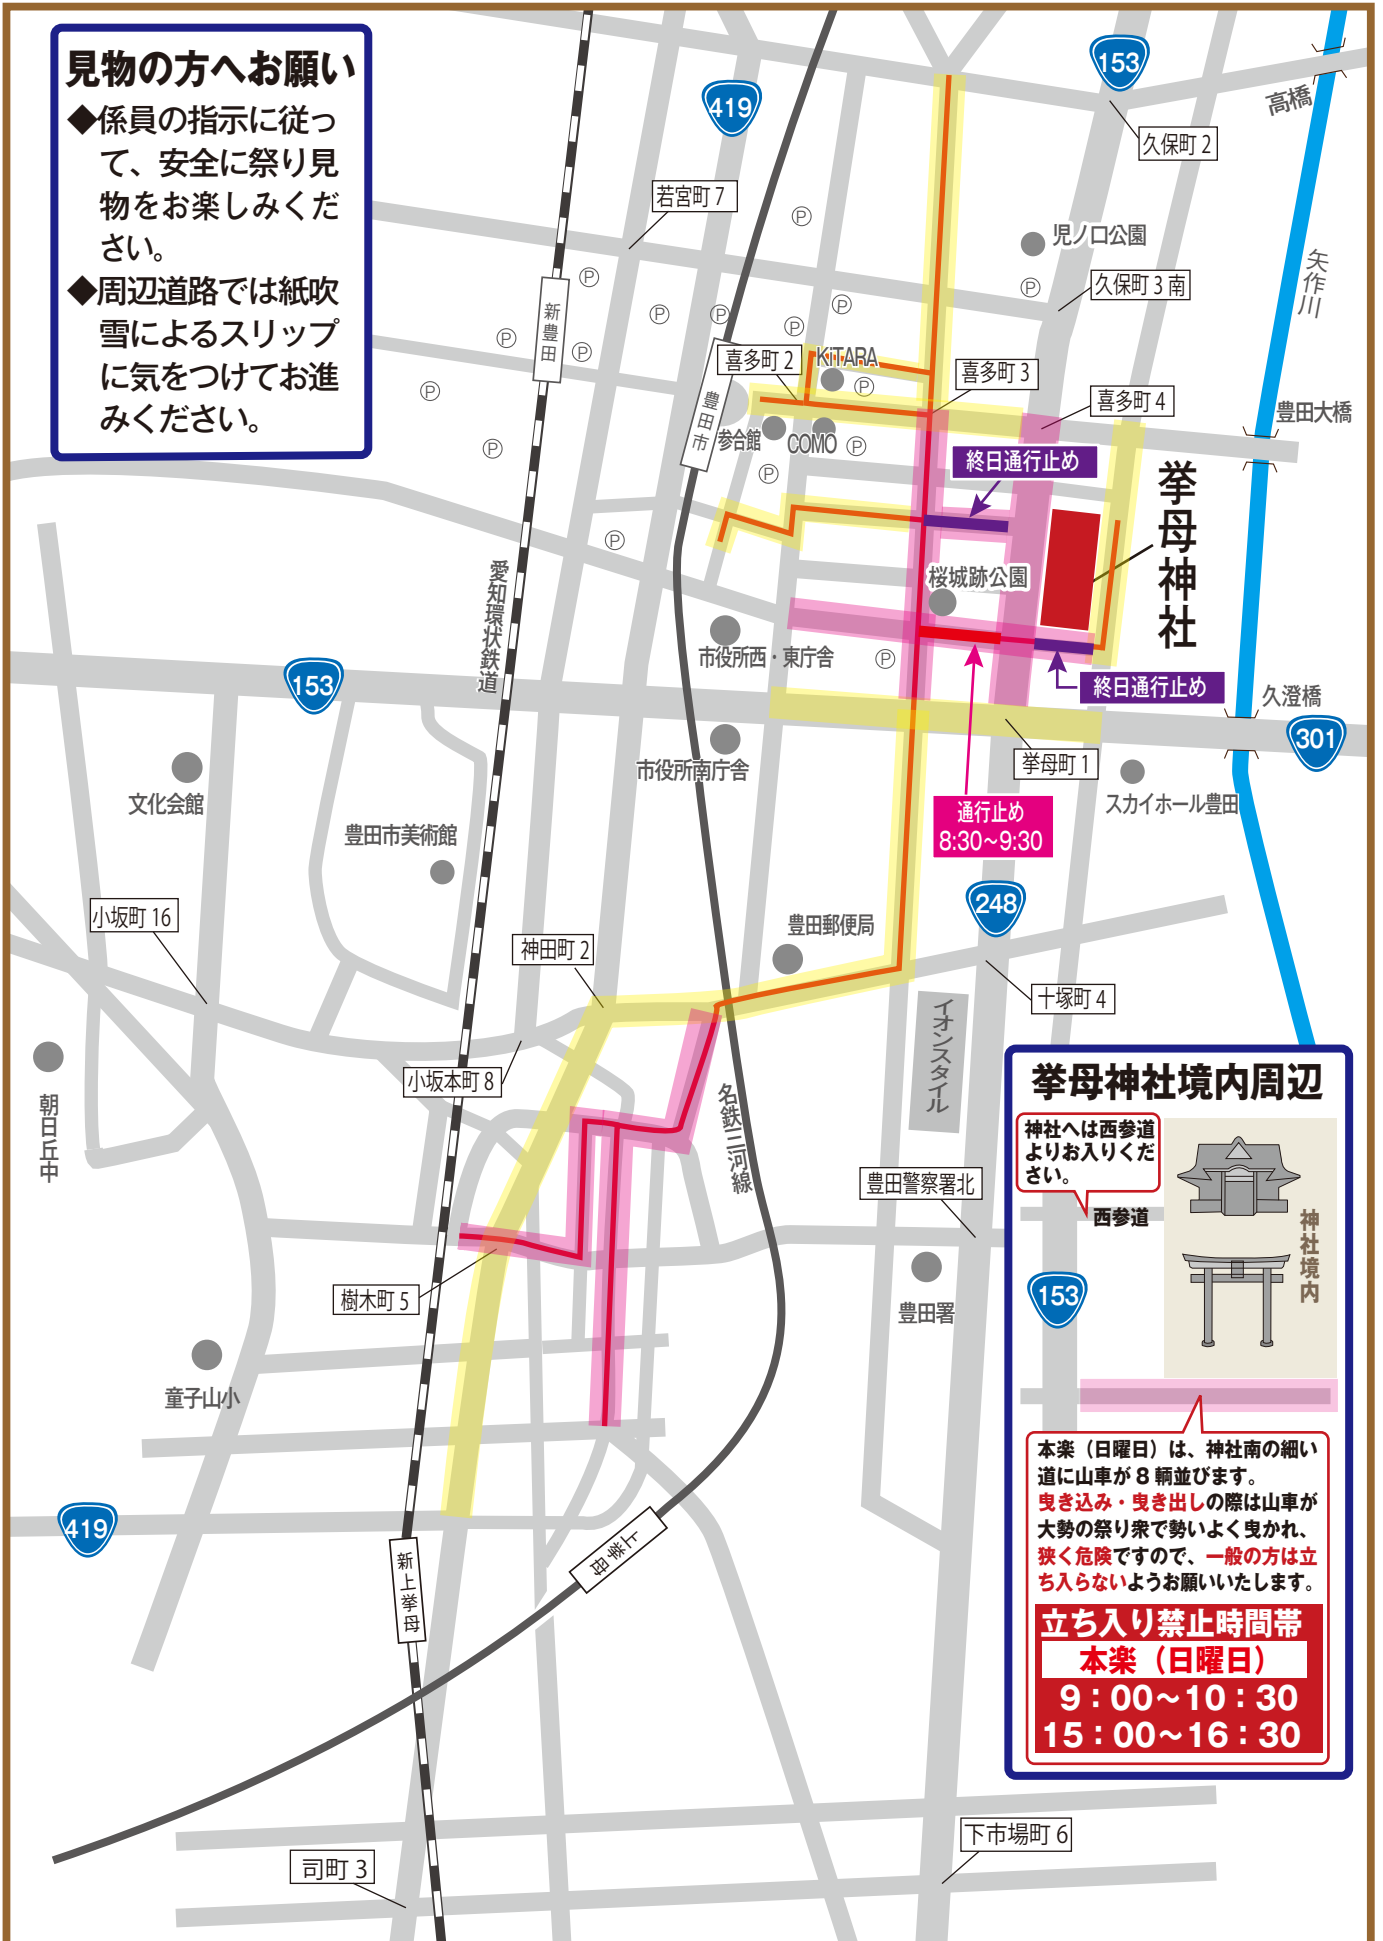 見物の方へお願い
◆係員の指示に従っ
て、安全に祭り見
物をお楽しみくだ
さい。
◆周辺道路では紙吹
雪によるスリップ
に気をつけてお進
みください。
153
419
高橋
久保町 2
若宮町 7
Ⓟ
児ノ口公園
矢作川
Ⓟ
Ⓟ
久保町 3 南
新豊田
Ⓟ
Ⓟ
Ⓟ
Ⓟ
Ⓟ
Ⓟ
喜多町 2
KiTARA
喜多町 3
Ⓟ
Ⓟ
喜多町 4
豊田市
豊田大橋
参合館
COMO
Ⓟ
Ⓟ
終日通行止め
Ⓟ
挙母神社
Ⓟ
愛知環状鉄道
桜城跡公園
市役所西・東庁舎
Ⓟ
153
終日通行止め
久澄橋
301
市役所南庁舎
挙母町 1
文化会館
スカイホール豊田
豊田市美術館
通行止め
8:30~9:30
248
小坂町 16
豊田郵便局
神田町 2
十塚町 4
イオンスタイル
小坂本町 8
朝日丘中
名鉄三河線
豊田警察署北
樹木町 5
豊田署
童子山小
419
新上挙母
上挙母
司町 3
下市場町 6
挙母神社境内周辺
神社へは西参道
よりお入りくだ
さい。
西参道
神社境内
153
本楽（日曜日）は、神社南の細い
道に山車が 8 輌並びます。
曳き込み・曳き出しの際は山車が
大勢の祭り衆で勢いよく曳かれ、
狭く危険ですので、一般の方は立
ち入らないようお願いいたします。
立ち入り禁止時間帯
本楽（日曜日）
9：00～10：30
15：00～16：30